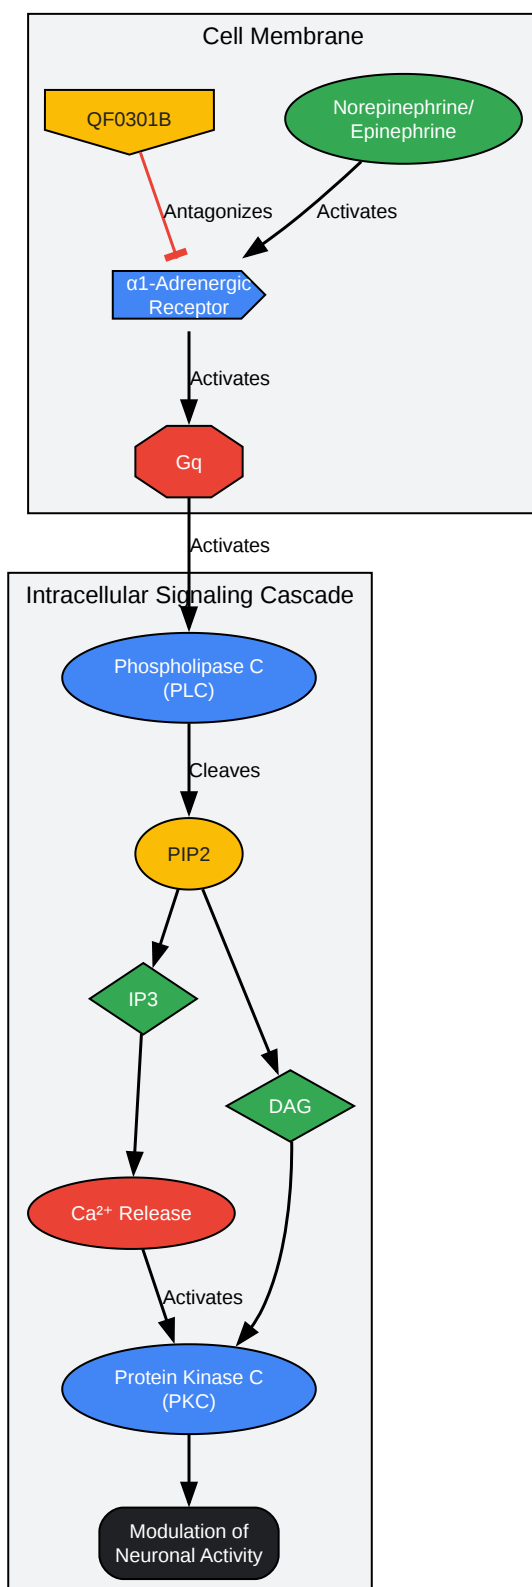 Cell Membrane
QF0301B
Norepinephrine/
Epinephrine
Antagonizes
Activates
α1-Adrenergic
Receptor
Activates
Gq
Activates
Intracellular Signaling Cascade
Phospholipase C
(PLC)
Cleaves
PIP2
IP3
DAG
Ca²⁺ Release
Activates
Protein Kinase C
(PKC)
Modulation of
Neuronal Activity